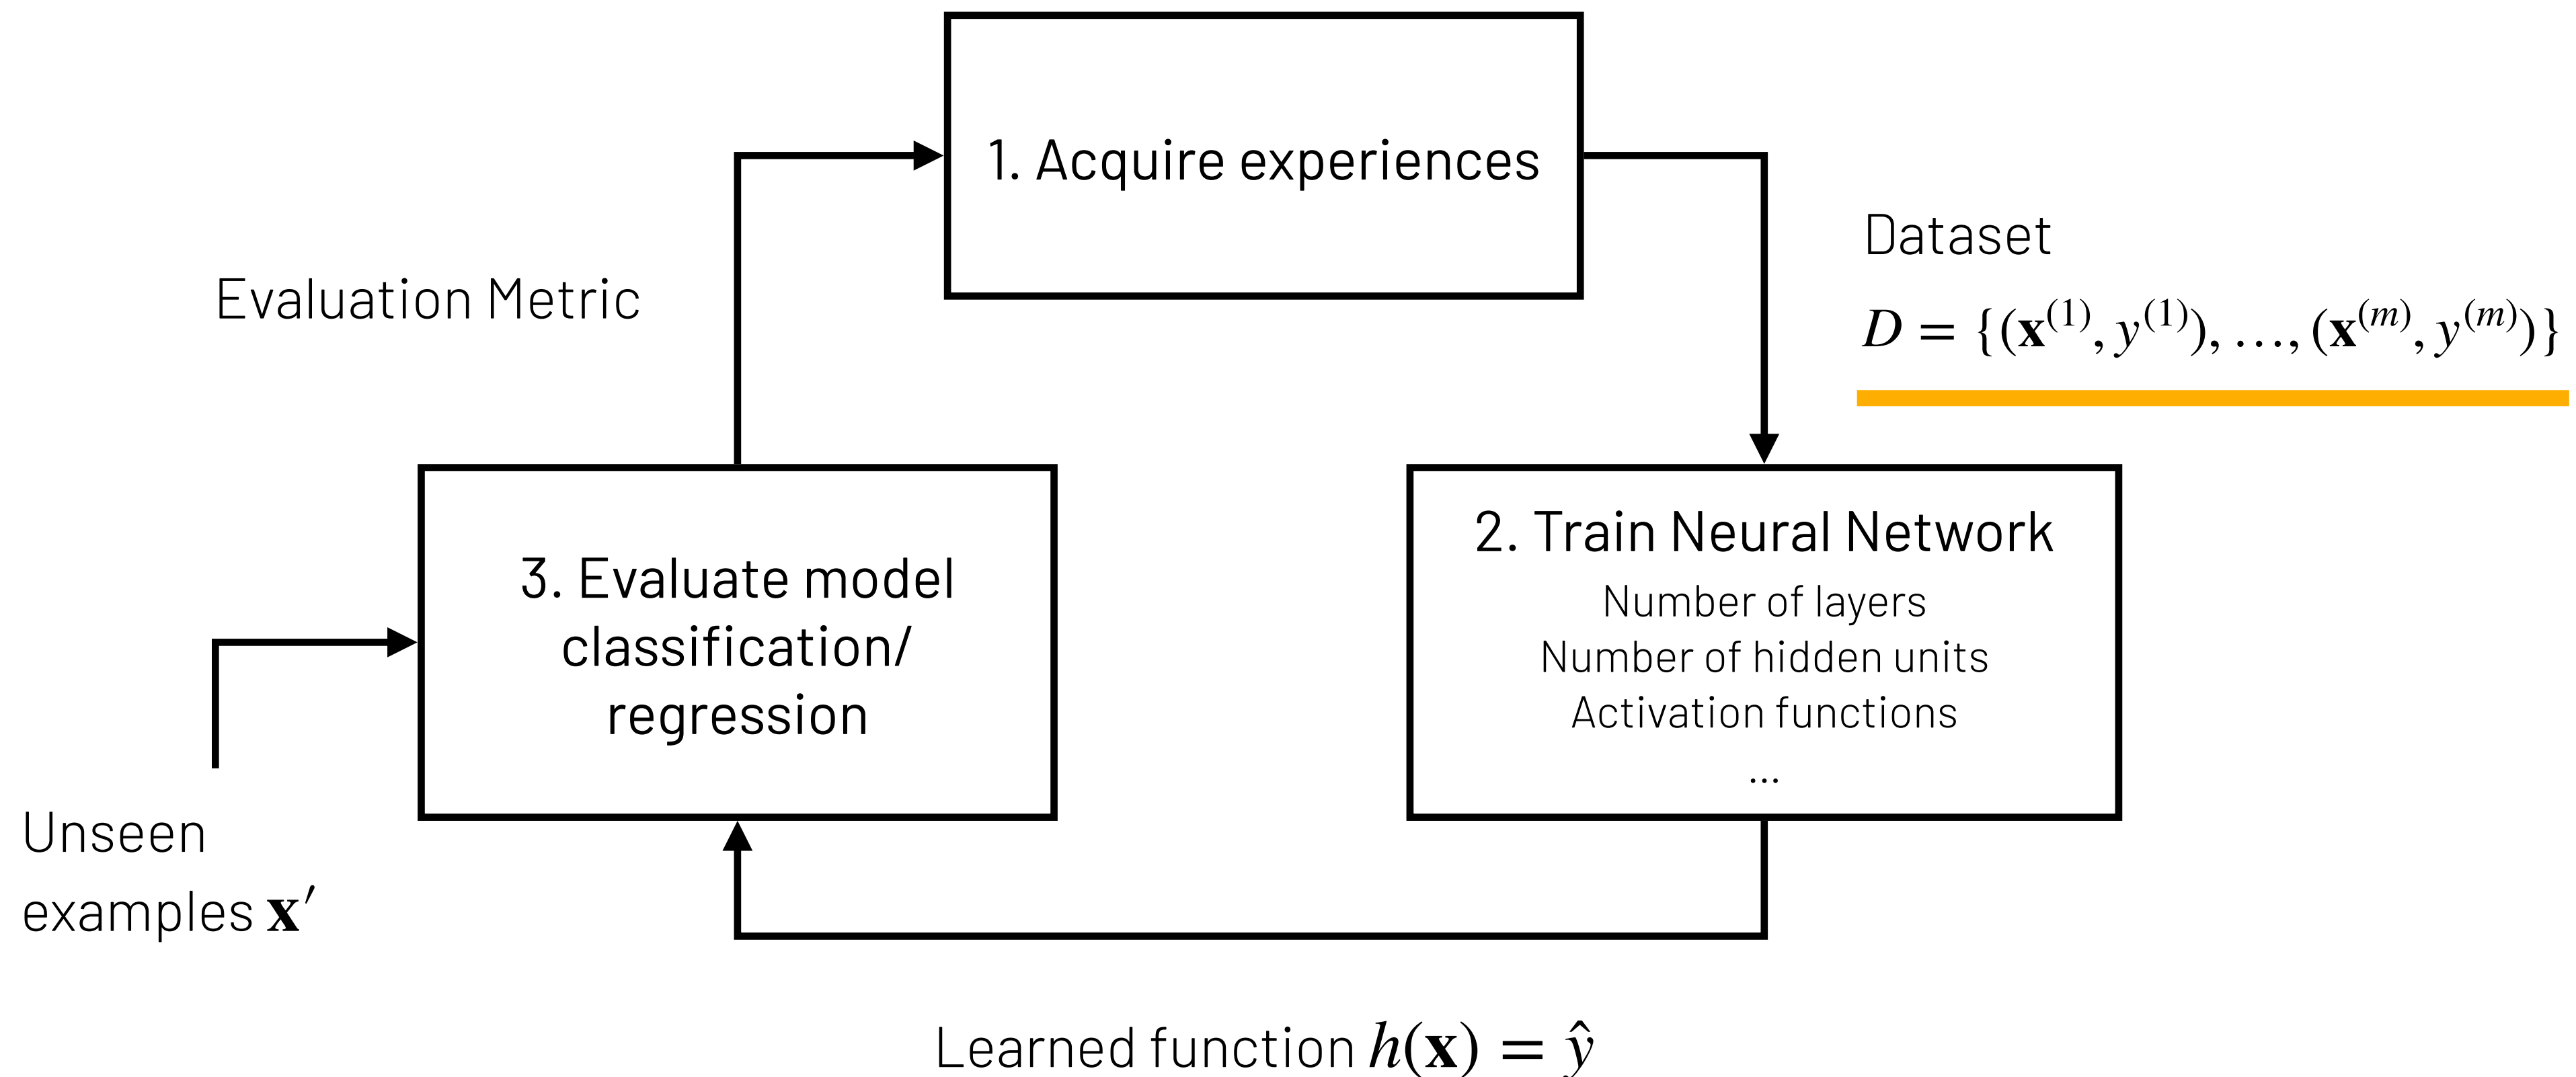 1. Acquire experiences
Evaluation Metric
Dataset
D = {(x⁽¹⁾, y⁽¹⁾), …, (x⁽ᵐ⁾, y⁽ᵐ⁾)}
2. Train Neural Network
Number of layers
Number of hidden units
Activation functions
...
3. Evaluate model
classification/
regression
Unseen
examples x′
Learned function h(x) = ŷ